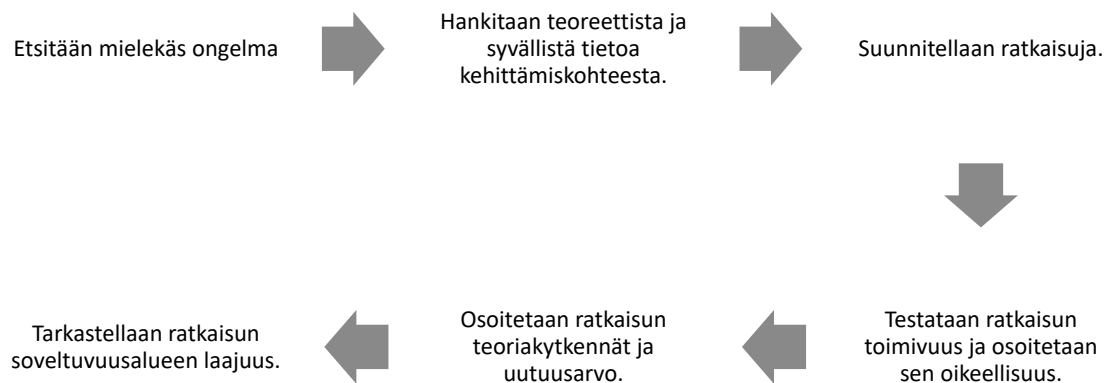 Etsitään mielekäs ongelma
Hankitaan teoreettista ja
syvällistä tietoa
kehittämiskohteesta.
Suunnitellaan ratkaisuja.
Testataan ratkaisun
toimivuus ja osoitetaan
sen oikeellisuus.
Osoitetaan ratkaisun
teoriakytkennät ja
uutuusarvo.
Tarkastellaan ratkaisun
soveltuvuusalueen laajuus.